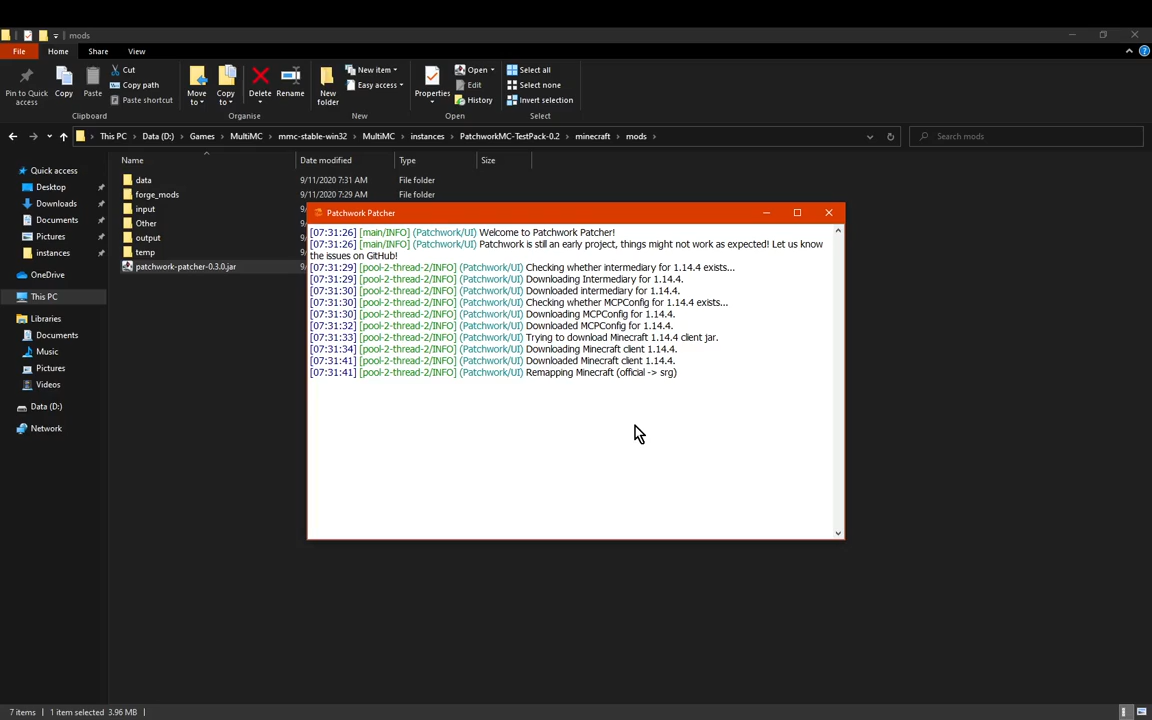 mods
File Home Share View
Pin to Quick access
Copy
Paste
Cut
Copy path
Paste shortcut
Clipboard
Move to
Copy to
Delete
Rename
Organise
New folder
New item
Easy access
New
Properties
Open
Edit
History
Open
Select all
Select none
Invert selection
Select
This PC > Data (D:) > Games > MultiMC > mmc-stable-win32 > MultiMC > instances > PatchworkMC-TestPack-0.2 > minecraft > mods >
Search mods
Quick access
Desktop
Downloads
Documents
Pictures
instances
OneDrive
This PC
Libraries
Documents
Music
Pictures
Videos
Data (D:)
Network
Name Date modified Type Size
data 9/11/2020 7:31 AM File folder
forge_mods 9/11/2020 7:29 AM File folder
input 9/
Other 9/
output 9/
temp 9/
patchwork-patcher-0.3.0.jar 9/
Patchwork Patcher
[07:31:26] [main/INFO] (Patchwork/UI) Welcome to Patchwork Patcher!
[07:31:26] [main/INFO] (Patchwork/UI) Patchwork is still an early project, things might not work as expected! Let us know
the issues on GitHub!
[07:31:29] [pool-2-thread-2/INFO] (Patchwork/UI) Checking whether intermediary for 1.14.4 exists...
[07:31:29] [pool-2-thread-2/INFO] (Patchwork/UI) Downloading Intermediary for 1.14.4.
[07:31:30] [pool-2-thread-2/INFO] (Patchwork/UI) Downloaded intermediary for 1.14.4.
[07:31:30] [pool-2-thread-2/INFO] (Patchwork/UI) Checking whether MCPConfig for 1.14.4 exists...
[07:31:30] [pool-2-thread-2/INFO] (Patchwork/UI) Downloading MCPConfig for 1.14.4.
[07:31:32] [pool-2-thread-2/INFO] (Patchwork/UI) Downloaded MCPConfig for 1.14.4.
[07:31:33] [pool-2-thread-2/INFO] (Patchwork/UI) Trying to download Minecraft 1.14.4 client jar.
[07:31:34] [pool-2-thread-2/INFO] (Patchwork/UI) Downloading Minecraft client 1.14.4.
[07:31:41] [pool-2-thread-2/INFO] (Patchwork/UI) Downloaded Minecraft client 1.14.4.
[07:31:41] [pool-2-thread-2/INFO] (Patchwork/UI) Remapping Minecraft (official -> srg)
7 items 1 item selected 3.96 MB